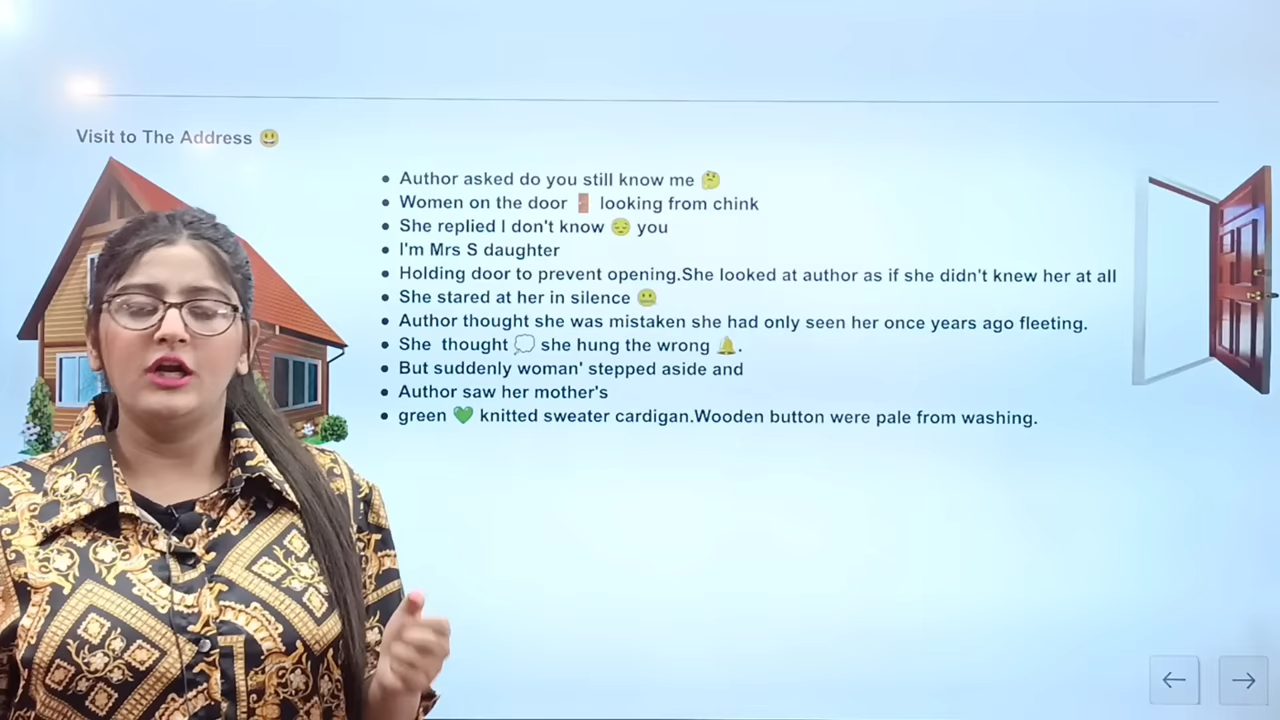 Visit to The Address 😃
Author asked do you still know me 🤔
Women on the door 🚪 looking from chink
She replied I don't know 😔 you
I'm Mrs S daughter
Holding door to prevent opening.She looked at author as if she didn't knew her at all
She stared at her in silence 🤐
Author thought she was mistaken she had only seen her once years ago fleeting.
She thought 💭 she hung the wrong 🔔.
But suddenly woman' stepped aside and
Author saw her mother's
green 💚 knitted sweater cardigan.Wooden button were pale from washing.